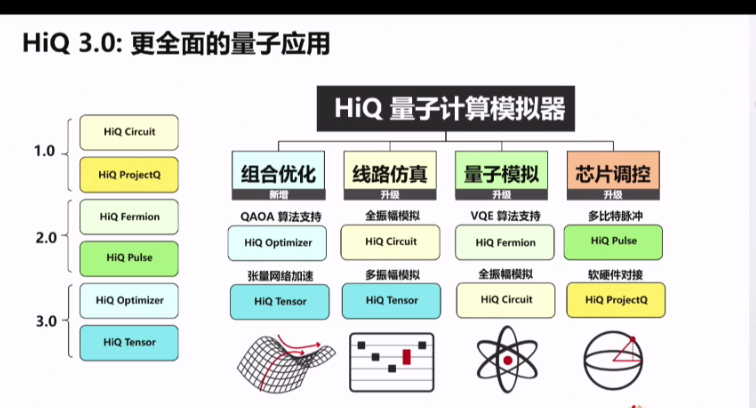 HiQ 3.0: 更全面的量子应用
HiQ 量子计算模拟器
1.0
HiQ Circuit
HiQ ProjectQ
2.0
HiQ Fermion
HiQ Pulse
3.0
HiQ Optimizer
HiQ Tensor
组合优化
新增
QAOA 算法支持
HiQ Optimizer
张量网络加速
HiQ Tensor
线路仿真
升级
全振幅模拟
HiQ Circuit
多振幅模拟
HiQ Tensor
量子模拟
升级
VQE 算法支持
HiQ Fermion
全振幅模拟
HiQ Circuit
芯片调控
升级
多比特脉冲
HiQ Pulse
软硬件对接
HiQ ProjectQ